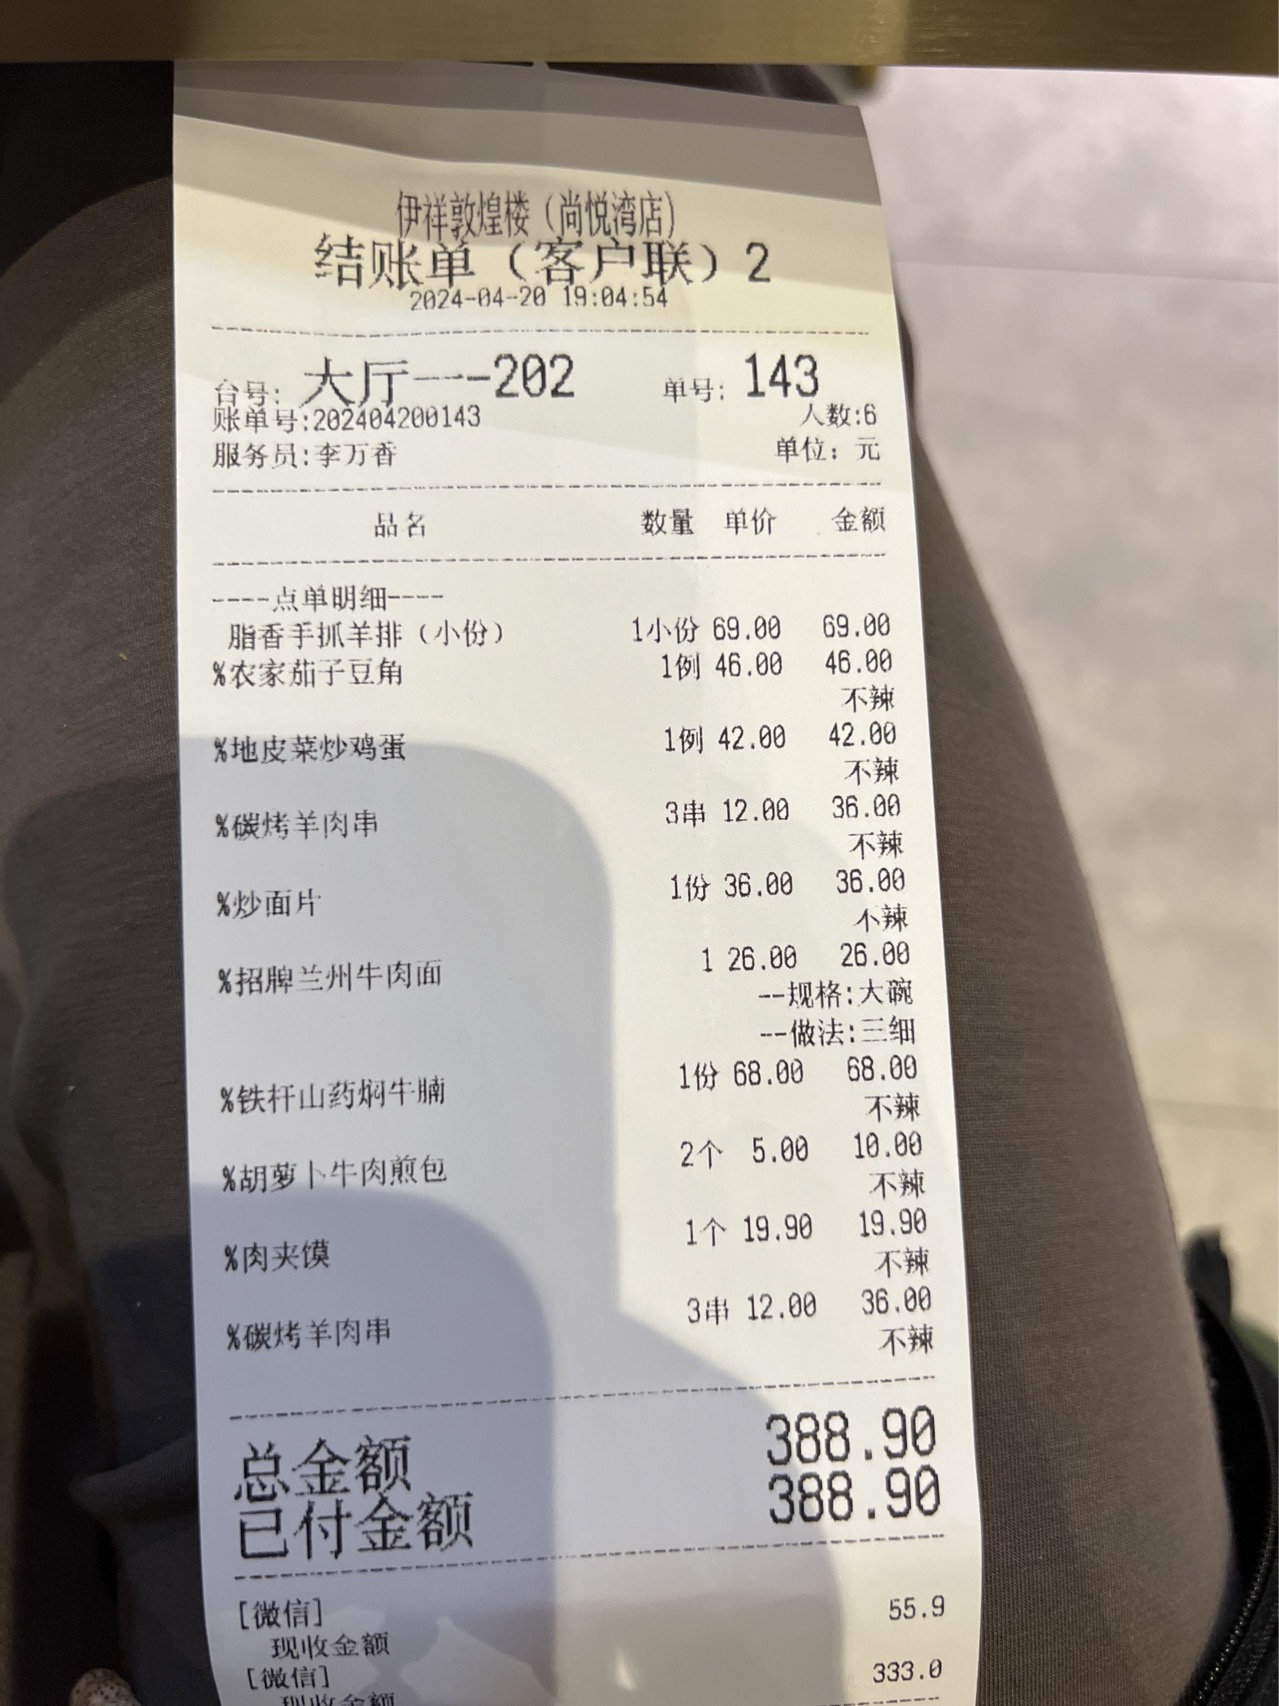 伊祥敦煌楼（尚悦湾店）
结账单（客户联）2
2024-04-20 19:04:54
台号: 大厅---202 单号: 143
账单号:202404200143 人数:6
服务员:李万香 单位: 元
品名 数量 单价 金额
----点单明细----
脂香手抓羊排（小份） 1小份 69.00 69.00
%农家茄子豆角 1例 46.00 46.00
不辣
%地皮菜炒鸡蛋 1例 42.00 42.00
不辣
%碳烤羊肉串 3串 12.00 36.00
不辣
%炒面片 1份 36.00 36.00
不辣
%招牌兰州牛肉面 1 26.00 26.00
--规格:大碗
--做法:三细
%铁杆山药焖牛腩 1份 68.00 68.00
不辣
%胡萝卜牛肉煎包 2个 5.00 10.00
不辣
%肉夹馍 1个 19.90 19.90
不辣
%碳烤羊肉串 3串 12.00 36.00
不辣
总金额 388.90
已付金额 388.90
[微信] 55.9
现收金额
[微信] 333.0
现收金额